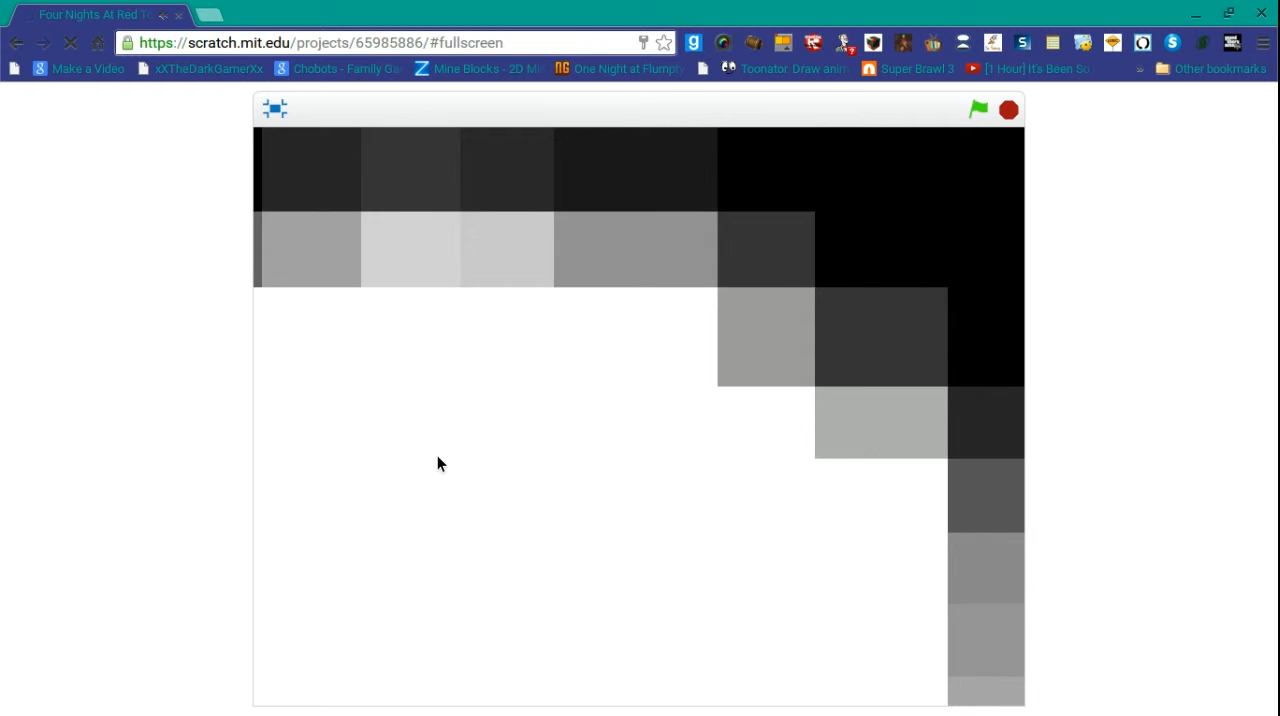 Four Nights At Red To
https://scratch.mit.edu/projects/65985886/#fullscreen
Make a Video xXTheDarkGamerXx Chobots - Family Ga Mine Blocks - 2D Mi One Night at Flumpty Toonator: Draw anim Super Brawl 3 [1 Hour] It's Been So » Other bookmarks